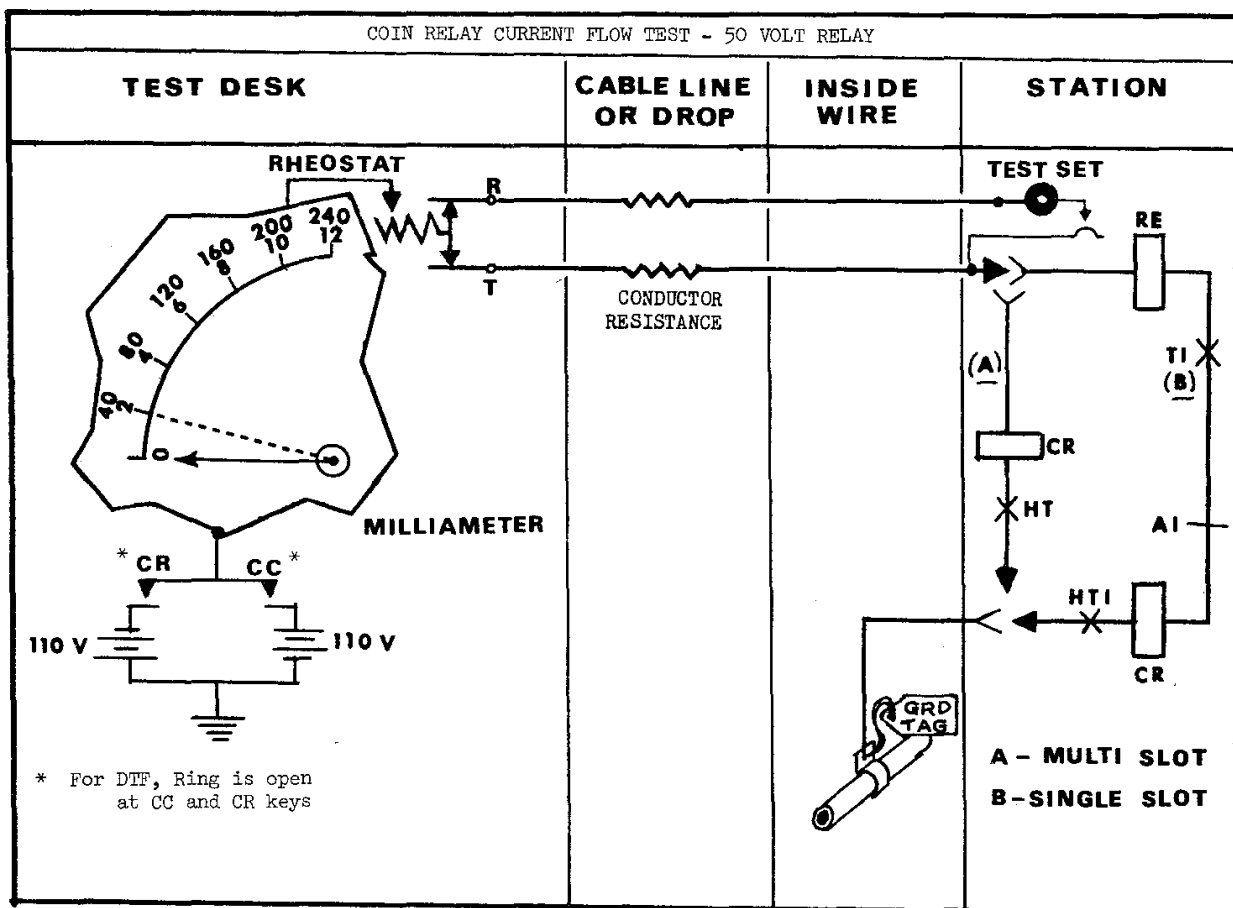 COIN RELAY CURRENT FLOW TEST - 50 VOLT RELAY
TEST DESK
CABLE LINE
OR DROP
INSIDE
WIRE
STATION
RHEOSTAT
R
TEST SET
RE
240
12
200
10
160
8
120
6
80
4
40
2
0
T
CONDUCTOR
RESISTANCE
(A)
TI
(B)
CR
HT
AI
MILLIAMETER
* CR
CC *
HTI
CR
110 V
110 V
GRD
TAG
* For DTF, Ring is open
at CC and CR keys
A - MULTI SLOT
B - SINGLE SLOT